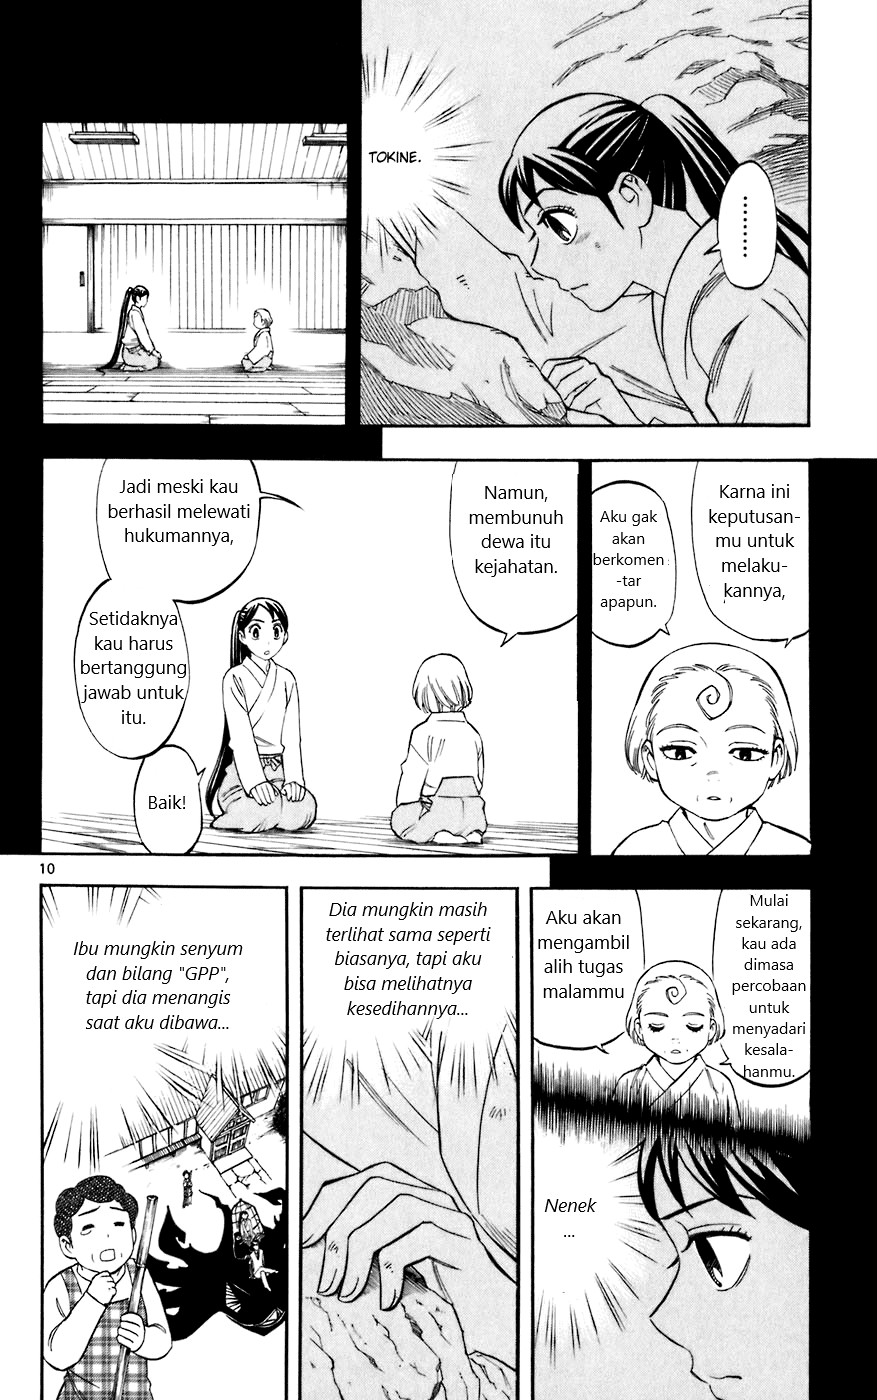 .........
TOKINE.
Karna ini
keputusan-
mu untuk
melaku-
kannya,
Aku gak
akan
berkomen
-tar
apapun.
Namun,
membunuh
dewa itu
kejahatan.
Jadi meski kau
berhasil melewati
hukumannya,
Setidaknya
kau harus
bertanggung
jawab untuk
itu.
Baik!
10
Mulai
sekarang,
kau ada
dimasa
percobaan
untuk
menyadari
kesala-
hanmu.
Aku akan
mengambil
alih tugas
malammu
Nenek
...
Dia mungkin masih
terlihat sama seperti
biasanya, tapi aku
bisa melihatnya
kesedihannya...
Ibu mungkin senyum
dan bilang "GPP",
tapi dia menangis
saat aku dibawa...